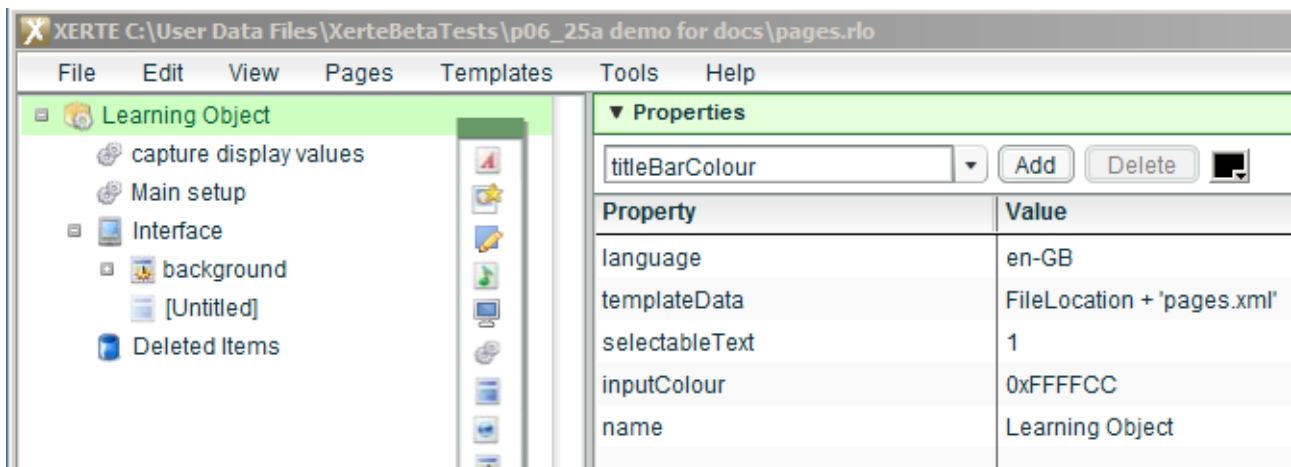 XERTE C:\User Data Files\XerteBetaTests\p06_25a demo for docs\pages.rlo
File Edit View Pages Templates Tools Help
Learning Object
capture display values
Main setup
Interface
background
[Untitled]
Deleted Items
▼ Properties
titleBarColour Add Delete
Property Value
language en-GB
templateData FileLocation + 'pages.xml'
selectableText 1
inputColour 0xFFFFCC
name Learning Object